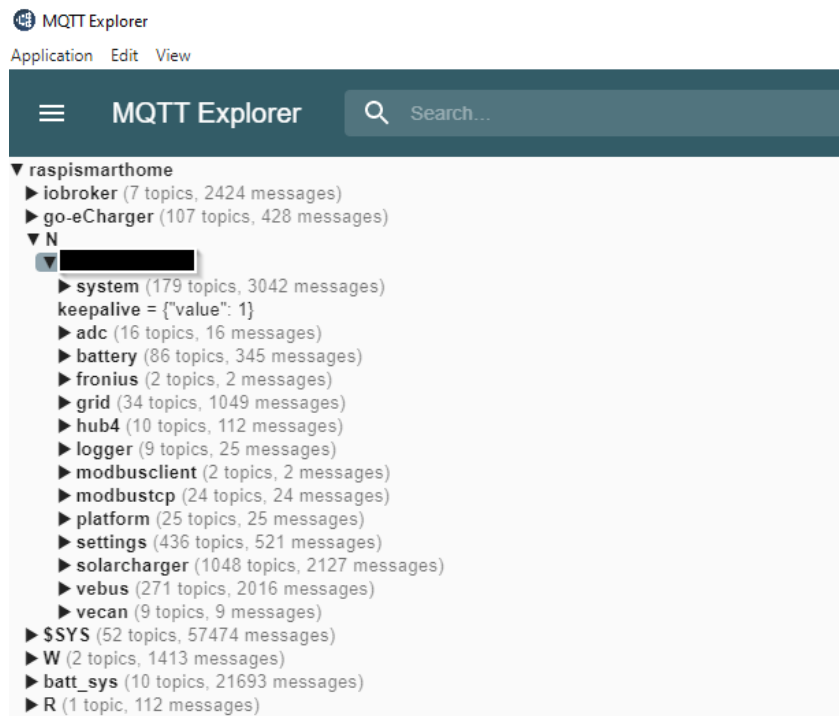 MQTT Explorer
Application Edit View
MQTT Explorer Search...
▼ raspismarthome
▶ iobroker (7 topics, 2424 messages)
▶ go-eCharger (107 topics, 428 messages)
▼ N
▼
▶ system (179 topics, 3042 messages)
keepalive = {"value": 1}
▶ adc (16 topics, 16 messages)
▶ battery (86 topics, 345 messages)
▶ fronius (2 topics, 2 messages)
▶ grid (34 topics, 1049 messages)
▶ hub4 (10 topics, 112 messages)
▶ logger (9 topics, 25 messages)
▶ modbusclient (2 topics, 2 messages)
▶ modbustcp (24 topics, 24 messages)
▶ platform (25 topics, 25 messages)
▶ settings (436 topics, 521 messages)
▶ solarcharger (1048 topics, 2127 messages)
▶ vebus (271 topics, 2016 messages)
▶ vecan (9 topics, 9 messages)
▶ $SYS (52 topics, 57474 messages)
▶ W (2 topics, 1413 messages)
▶ batt_sys (10 topics, 21693 messages)
▶ R (1 topic, 112 messages)